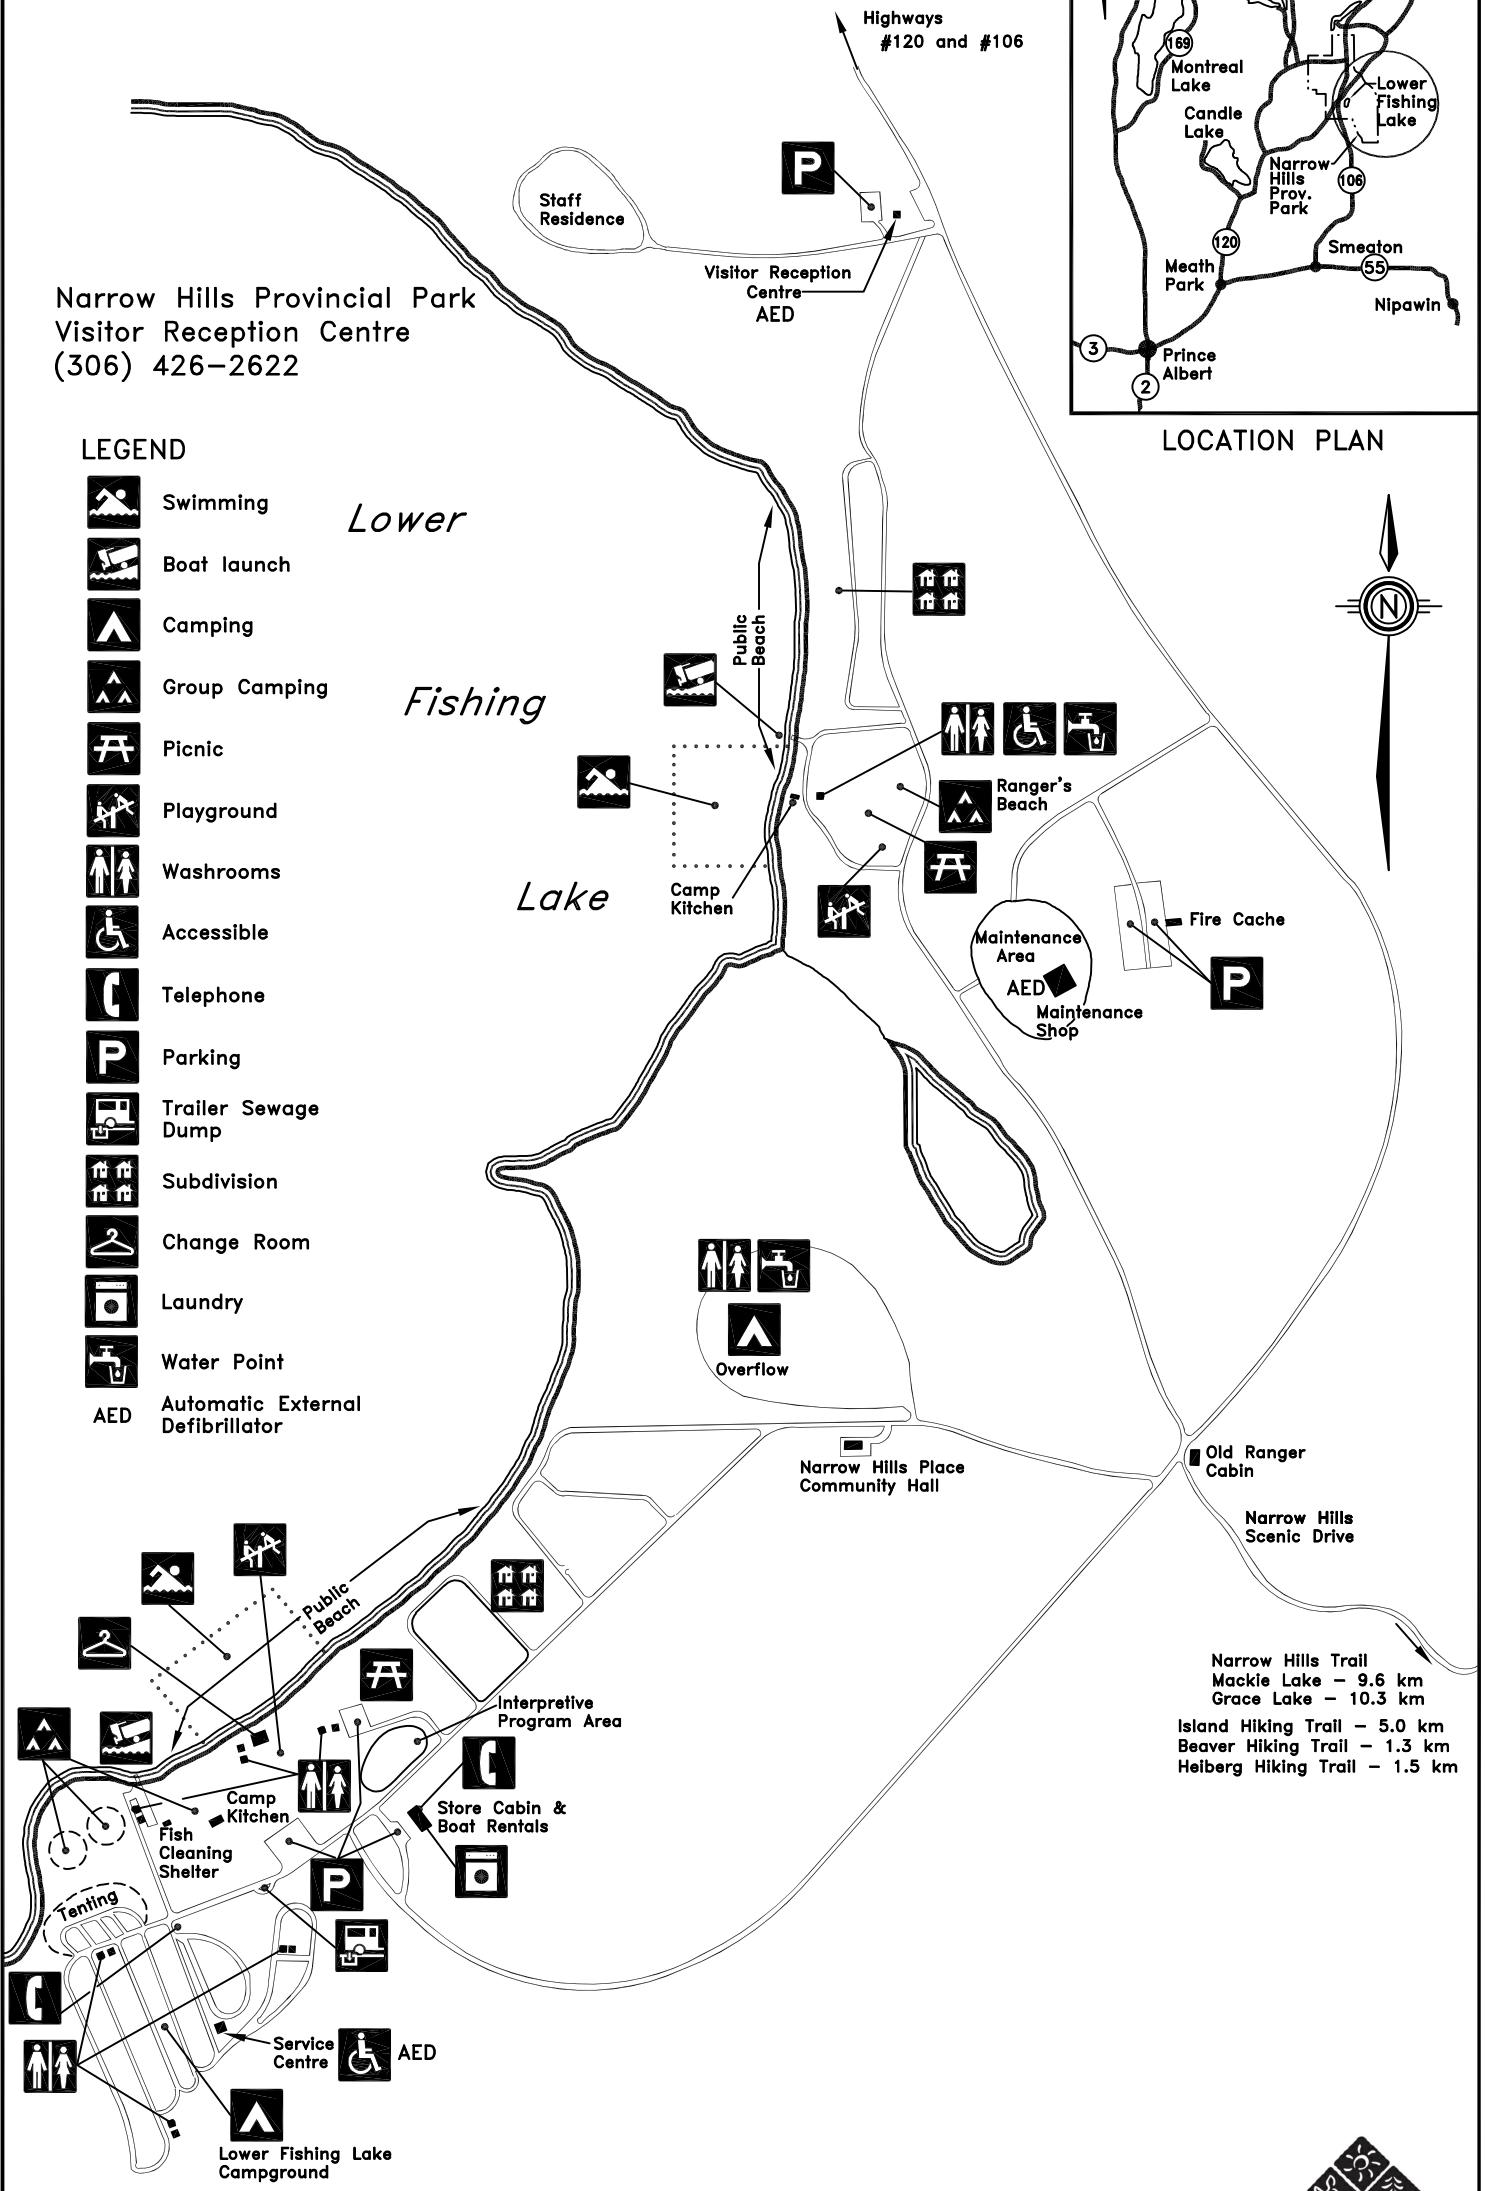 Highways
#120 and #106
169
Montreal
Lake
Candle
Lake
Lower
Fishing
Lake
Narrow
Hills
Prov.
Park
106
120
Smeaton
55
Meath
Park
Nipawin
3
Prince
Albert
2
LOCATION PLAN
P
Staff
Residence
Visitor Reception
Centre
AED
Narrow Hills Provincial Park
Visitor Reception Centre
(306) 426-2622
LEGEND
Swimming
Boat launch
Camping
Group Camping
Picnic
Playground
Washrooms
Accessible
Telephone
P Parking
Trailer Sewage
Dump
Subdivision
Change Room
Laundry
Water Point
AED Automatic External
Defibrillator
Lower
Fishing
Lake
N
Public
Beach
Ranger's
Beach
Camp
Kitchen
Maintenance
Area
AED
Maintenance
Shop
Fire Cache
P
Overflow
Narrow Hills Place
Community Hall
Old Ranger
Cabin
Narrow Hills
Scenic Drive
Narrow Hills Trail
Mackie Lake - 9.6 km
Grace Lake - 10.3 km
Island Hiking Trail - 5.0 km
Beaver Hiking Trail - 1.3 km
Heiberg Hiking Trail - 1.5 km
Public
Beach
Interpretive
Program Area
Camp
Kitchen
Store Cabin &
Boat Rentals
Fish
Cleaning
Shelter
P
Tenting
Service
Centre
AED
Lower Fishing Lake
Campground